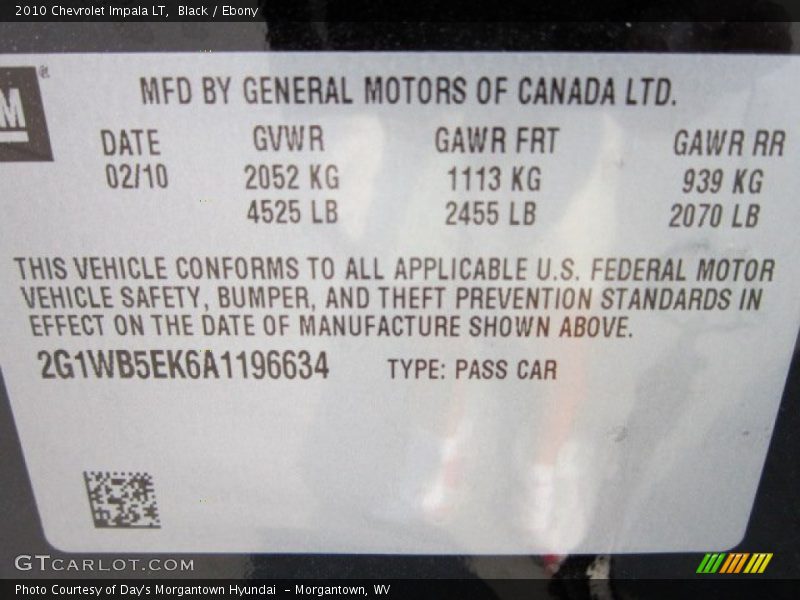 2010 Chevrolet Impala LT, Black / Ebony
M ®
MFD BY GENERAL MOTORS OF CANADA LTD.
DATE GVWR GAWR FRT GAWR RR
02/10 2052 KG 1113 KG 939 KG
4525 LB 2455 LB 2070 LB
THIS VEHICLE CONFORMS TO ALL APPLICABLE U.S. FEDERAL MOTOR
VEHICLE SAFETY, BUMPER, AND THEFT PREVENTION STANDARDS IN
EFFECT ON THE DATE OF MANUFACTURE SHOWN ABOVE.
2G1WB5EK6A1196634 TYPE: PASS CAR
GTCARLOT.COM
Photo Courtesy of Day's Morgantown Hyundai - Morgantown, WV